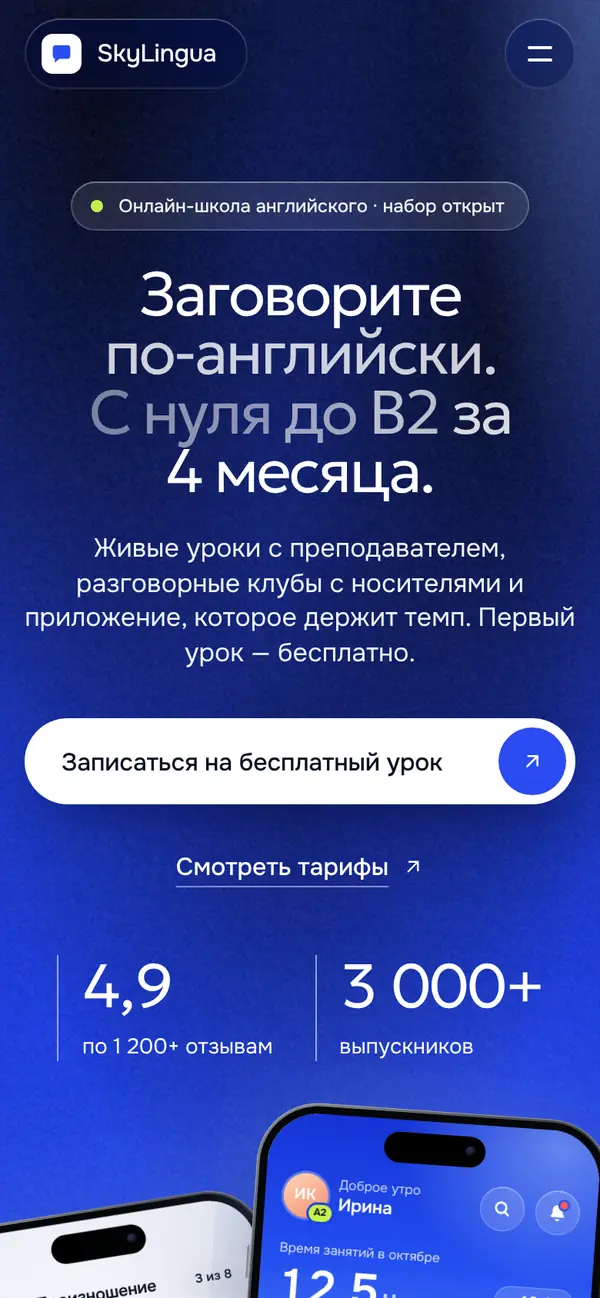 SkyLingua
Онлайн-школа английского · набор открыт
Заговорите
по-английски.
С нуля до B2 за
4 месяца.
Живые уроки с преподавателем,
разговорные клубы с носителями и
приложение, которое держит темп. Первый
урок — бесплатно.
Записаться на бесплатный урок
Смотреть тарифы
4,9
по 1 200+ отзывам
3 000+
выпускников
ИК
A2
Доброе утро
Ирина
Время занятий в октябре
12,5
3 из 8